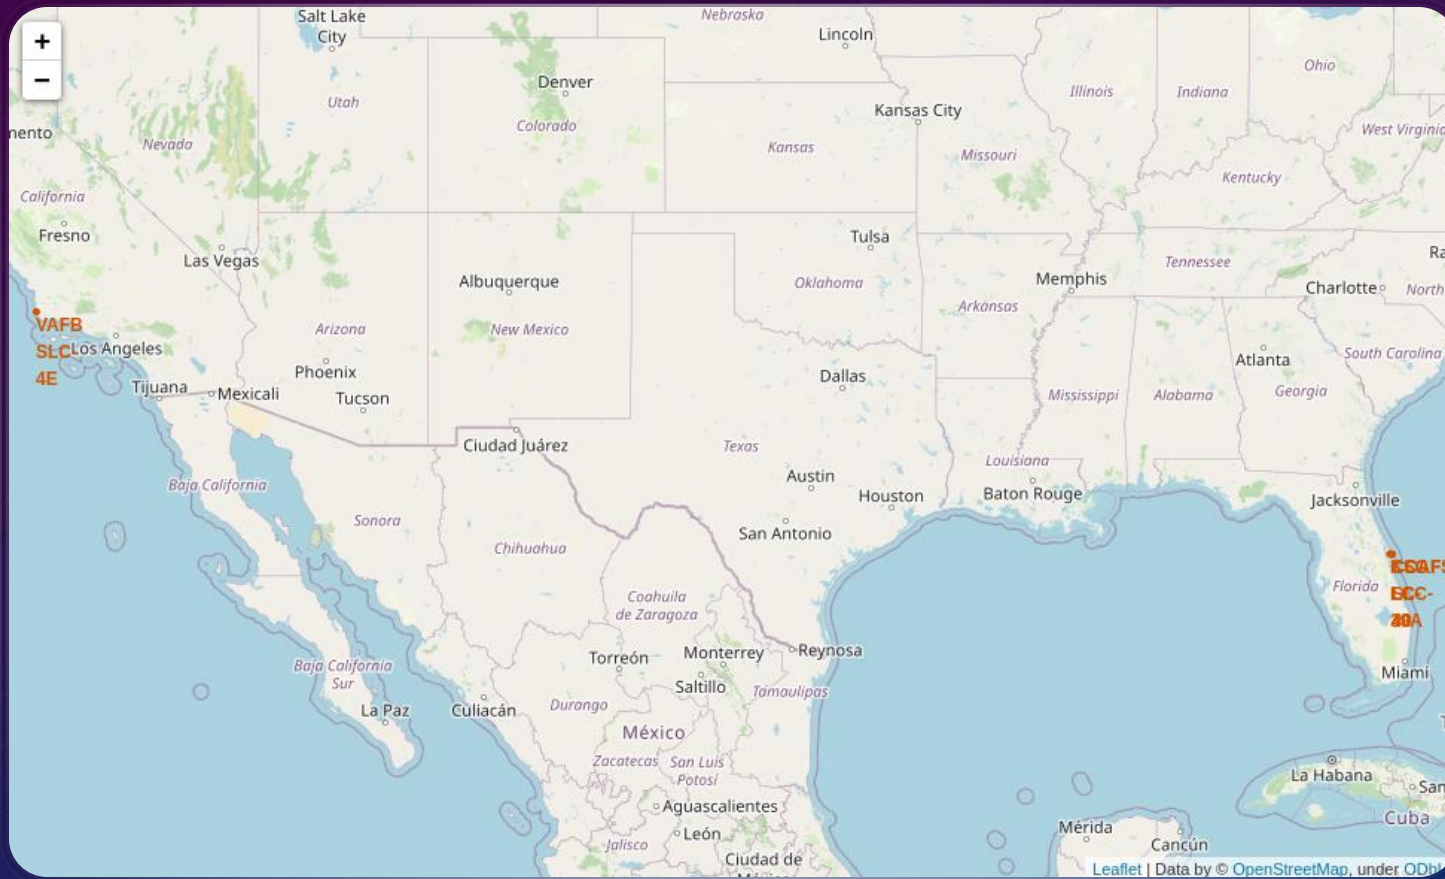 Salt Lake
City
Nebraska
Lincoln
+
−
Denver
Ohio
Utah
Illinois
Indiana
Kansas City
Colorado
mento
West Virginia
Nevada
Kansas
Missouri
Kentucky
California
Fresno
Tulsa
Las Vegas
Ra
Tennessee
Albuquerque
Oklahoma
Memphis
Charlotte
North
Arkansas
VAFB
SLC-
4E
Arizona
New Mexico
Los Angeles
South Carolina
Atlanta
Phoenix
Dallas
Tijuana
Mexicali
Tucson
Mississippi
Alabama
Georgia
Ciudad Juárez
Texas
Louisiana
Austin
Baja California
Houston
Baton Rouge
Jacksonville
Sonora
San Antonio
Chihuahua
Florida
Coahuila
de Zaragoza
Monterrey
Reynosa
Torreón
Baja California
Sur
Miami
Saltillo
Tamaulipas
La Paz
Culiacán
Durango
México
Zacatecas
San Luis
Potosí
La Habana
San
Aguascalientes
Cuba
León
Mérida
Jalisco
Cancún
Ciudad de
México
Leaflet | Data by © OpenStreetMap, under ODbL